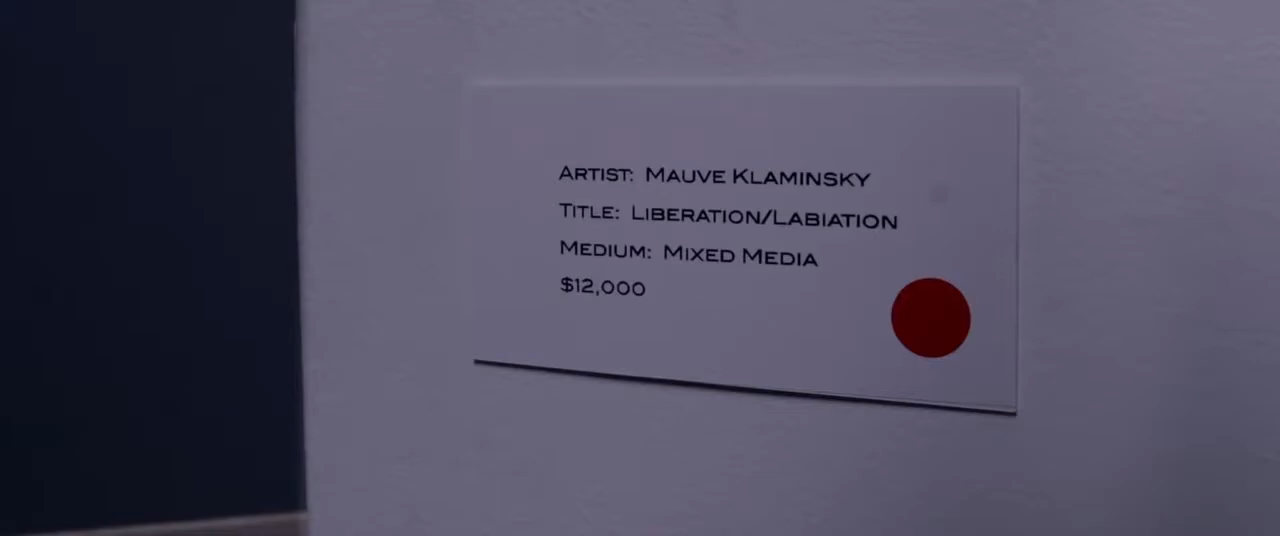 Artist: Mauve Klaminsky
Title: Liberation/Labiation
Medium: Mixed Media
$12,000